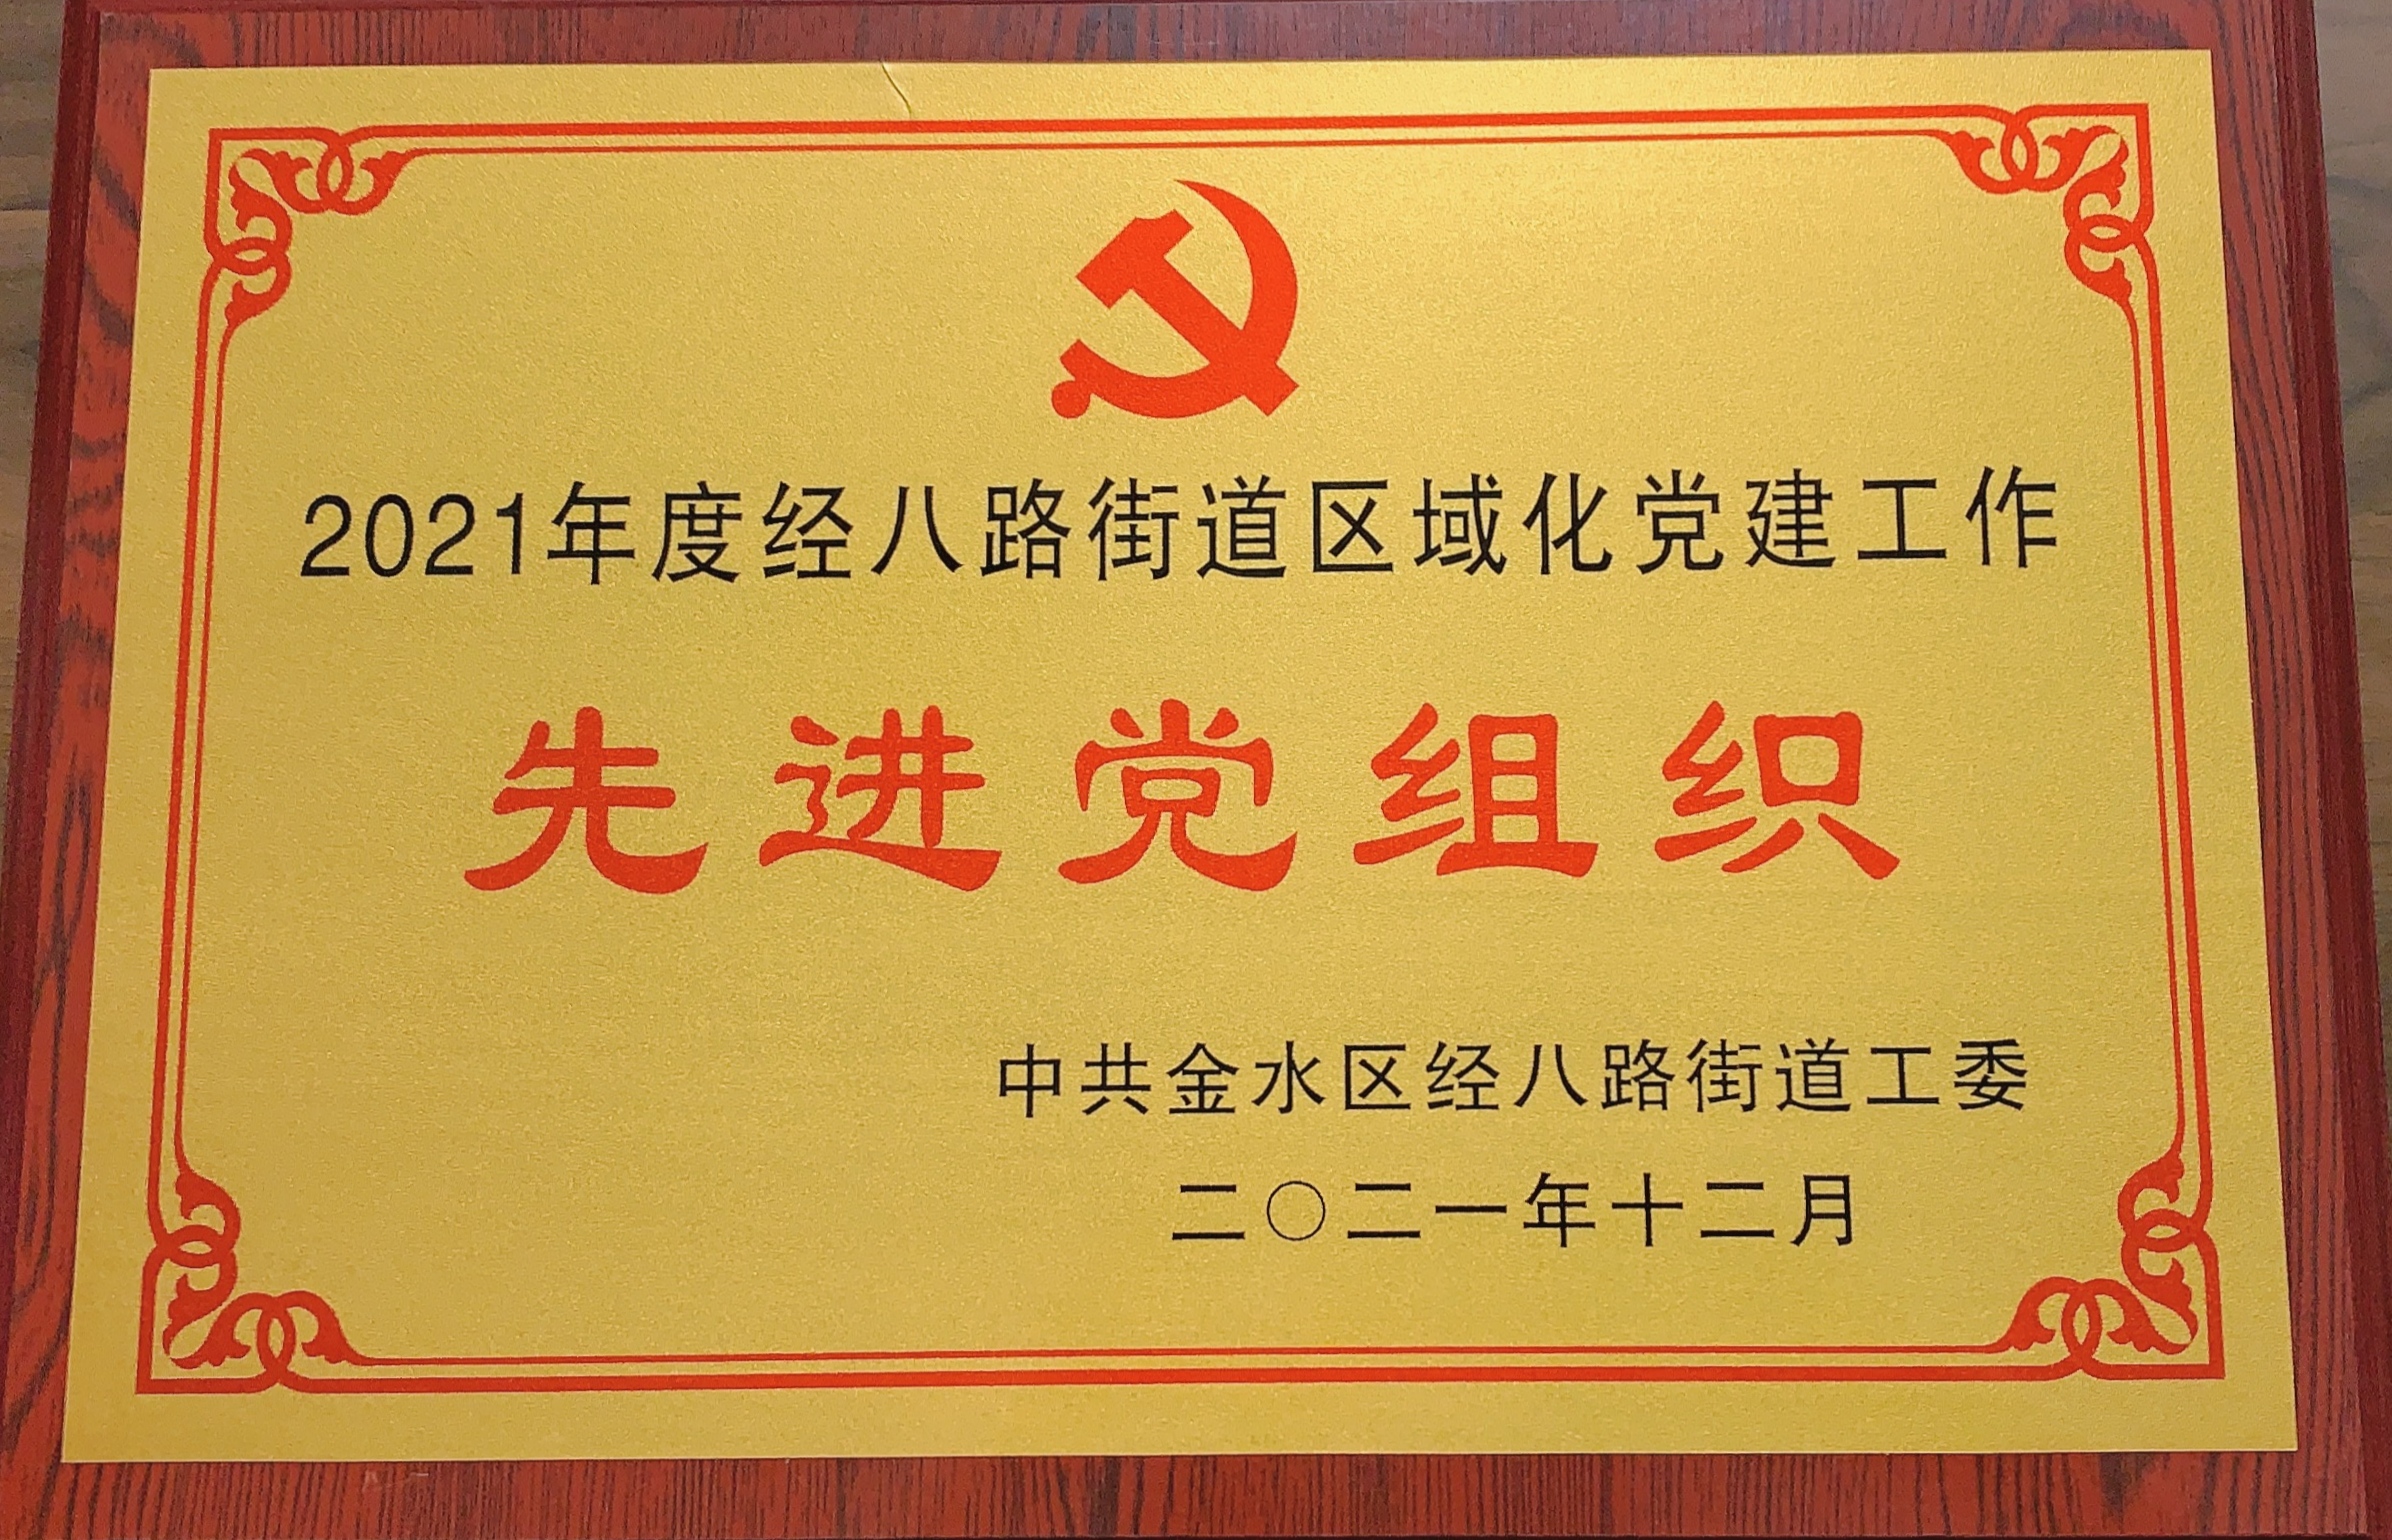 2021年度经八路街道区域化党建工作
先进党组织
中共金水区经八路街道工委
二〇二一年十二月